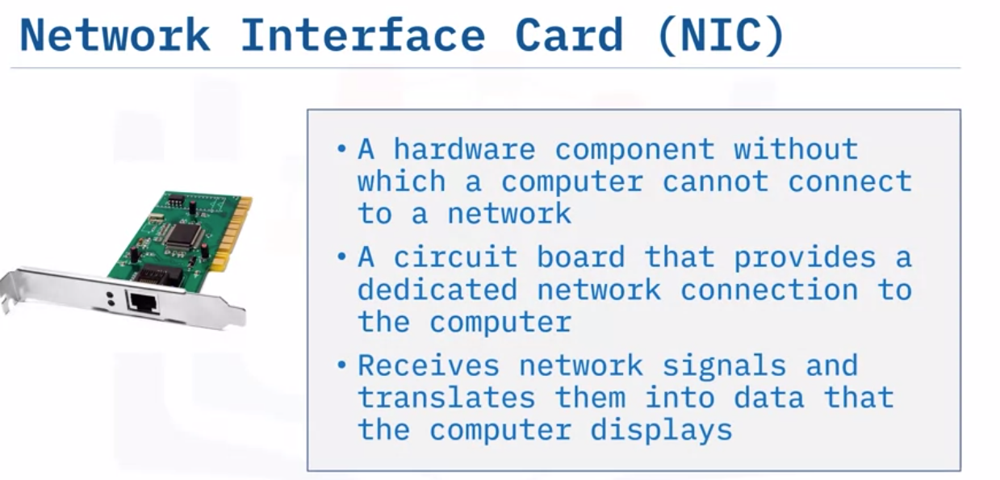 Network Interface Card (NIC)
• A hardware component without
which a computer cannot connect
to a network
• A circuit board that provides a
dedicated network connection to
the computer
• Receives network signals and
translates them into data that
the computer displays